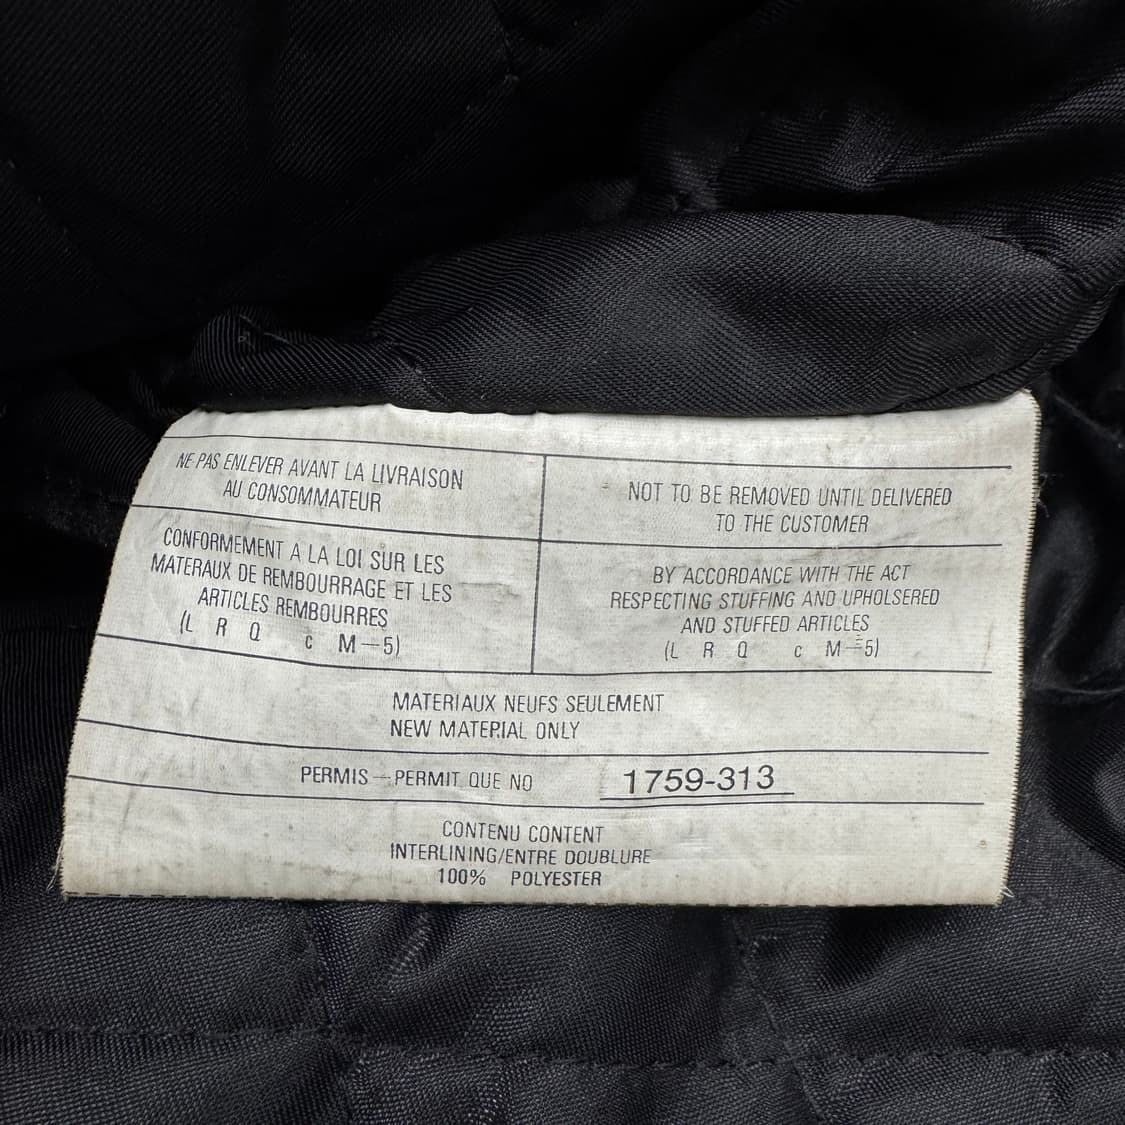 NE PAS ENLEVER AVANT LA LIVRAISON
AU CONSOMMATEUR
NOT TO BE REMOVED UNTIL DELIVERED
TO THE CUSTOMER
CONFORMEMENT A LA LOI SUR LES
MATERAUX DE REMBOURRAGE ET LES
ARTICLES REMBOURRES
(L R Q c M-5)
BY ACCORDANCE WITH THE ACT
RESPECTING STUFFING AND UPHOLSERED
AND STUFFED ARTICLES
(L R Q c M-5)
MATERIAUX NEUFS SEULEMENT
NEW MATERIAL ONLY
PERMIS - PERMIT QUE NO 1759-313
CONTENU CONTENT
INTERLINING/ENTRE DOUBLURE
100% POLYESTER